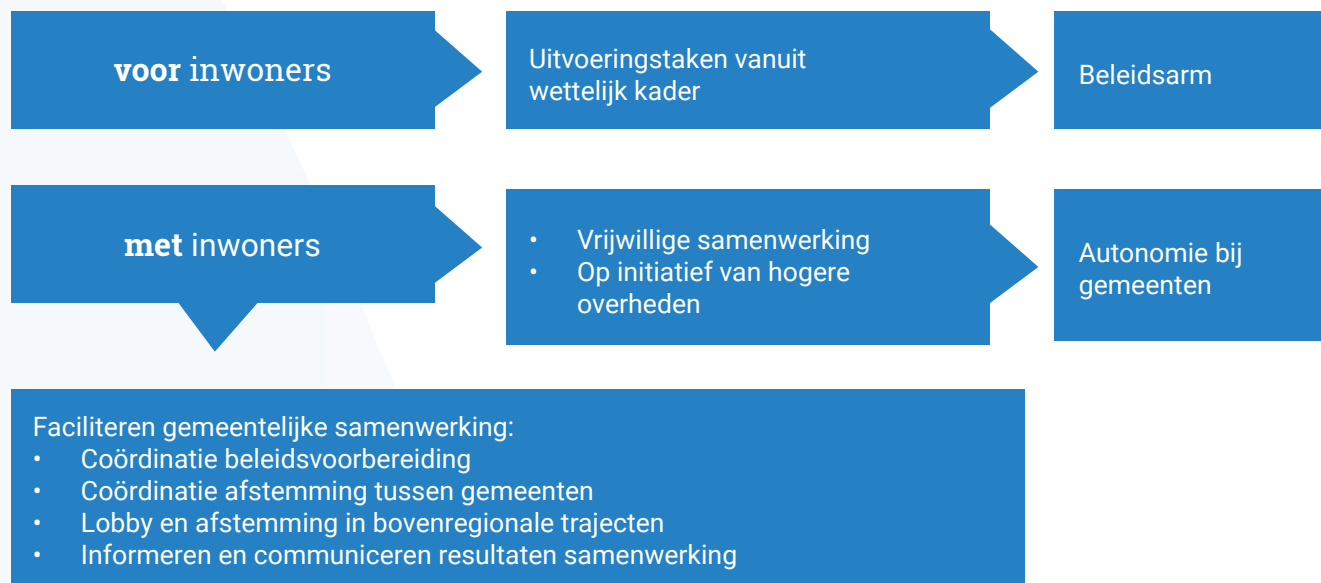 voor inwoners
Uitvoeringstaken vanuit
wettelijk kader
Beleidsarm
met inwoners
• Vrijwillige samenwerking
• Op initiatief van hogere
overheden
Autonomie bij
gemeenten
Faciliteren gemeentelijke samenwerking:
• Coördinatie beleidsvoorbereiding
• Coördinatie afstemming tussen gemeenten
• Lobby en afstemming in bovenregionale trajecten
• Informeren en communiceren resultaten samenwerking